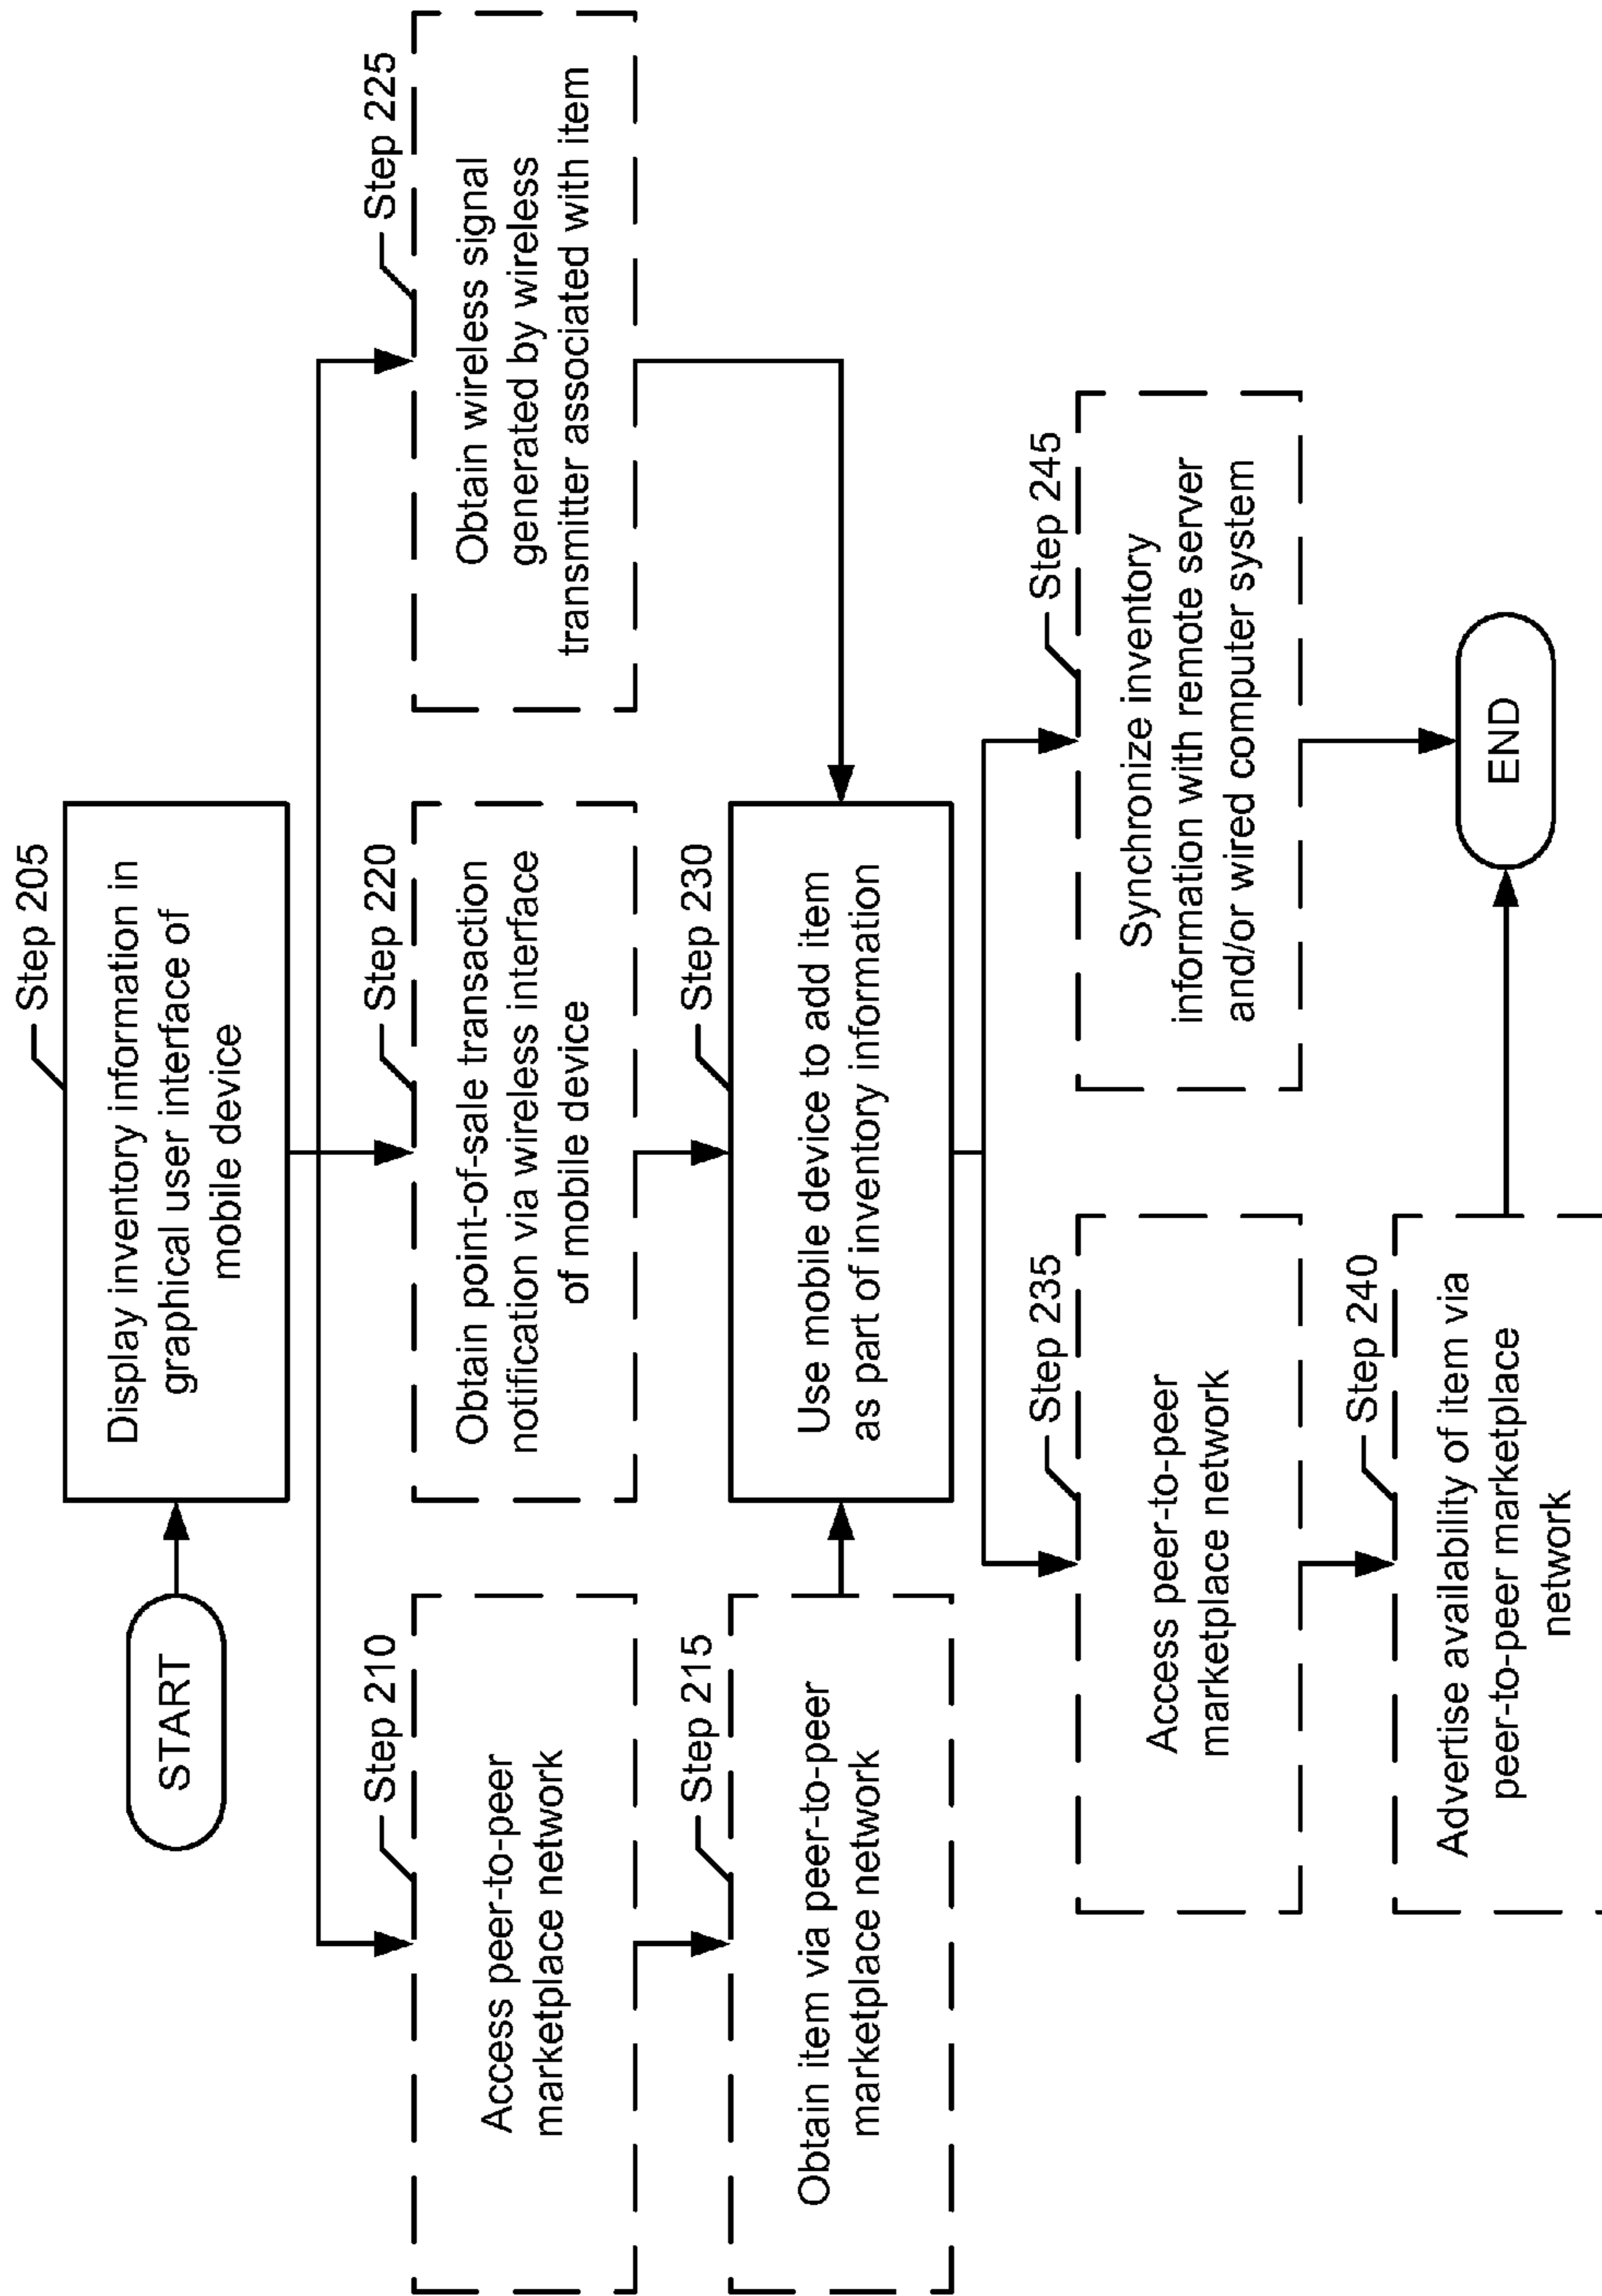 START
Step 205
Display inventory information in
graphical user interface of
mobile device
Step 210
Access peer-to-peer
marketplace network
Step 220
Obtain point-of-sale transaction
notification via wireless interface
of mobile device
Step 225
Obtain wireless signal
generated by wireless
transmitter associated with item
Step 215
Obtain item via peer-to-peer
marketplace network
Step 230
Use mobile device to add item
as part of inventory information
Step 235
Access peer-to-peer
marketplace network
Step 245
Synchronize inventory
information with remote server
and/or wired computer system
Step 240
Advertise availability of item via
peer-to-peer marketplace
network
END